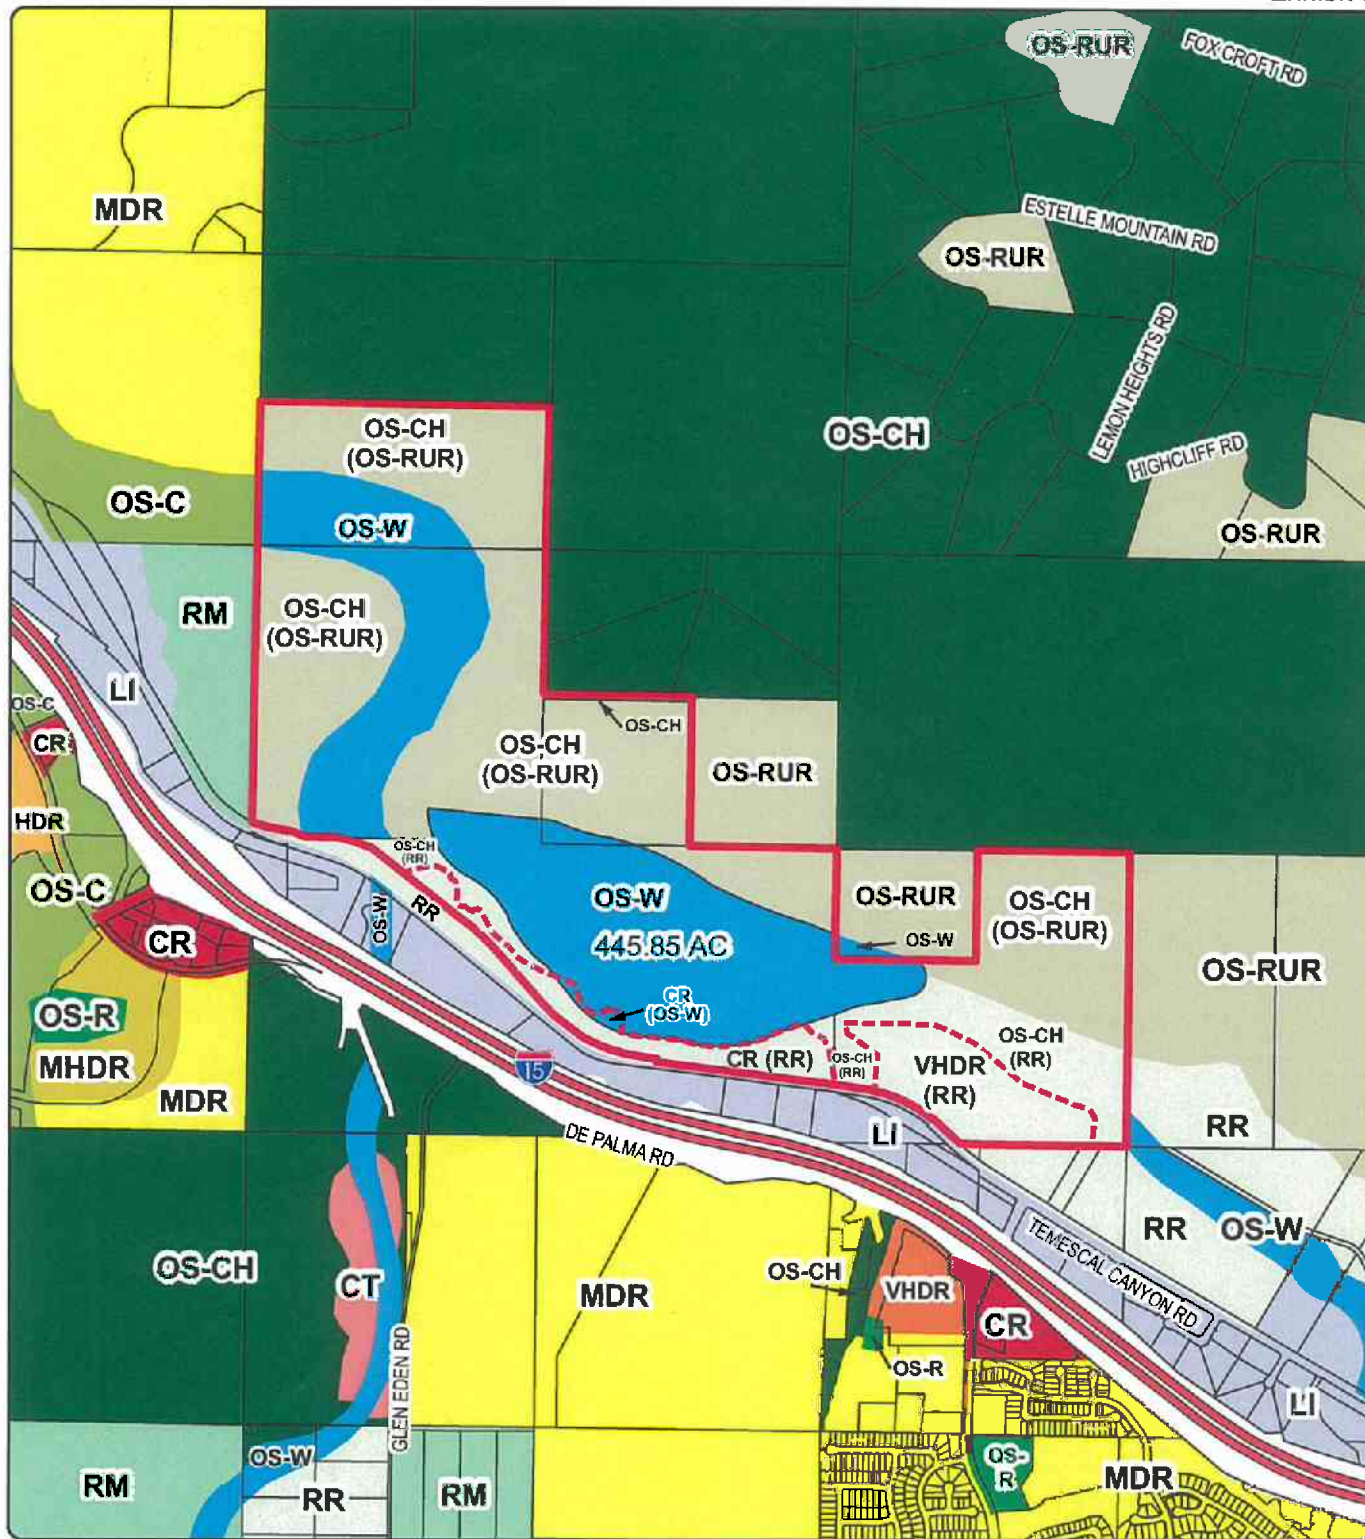 OS-RUR
FOX CROFT RD
MDR
ESTELLE MOUNTAIN RD
OS-RUR
LEMON HEIGHTS RD
OS-CH
(OS-RUR)
OS-CH
HIGHCLIFF RD
OS-C
OS-W
OS-RUR
RM
OS-CH
(OS-RUR)
LI
OS-C
CR
OS-CH
OS-CH
(OS-RUR)
OS-RUR
HDR
OS-CH
(RR)
OS-C
RR
OS-W
OS-W
445.85 AC
OS-RUR
OS-CH
(OS-RUR)
CR
OS-W
OS-RUR
OS-R
CR
(OS-W)
MHDR
MDR
15
CR (RR)
OS-CH
(RR)
VHDR
(RR)
OS-CH
(RR)
RR
LI
DE PALMA RD
OS-CH
CT
MDR
OS-CH
VHDR
CR
TEMESCAL CANYON RD
RR
OS-W
GLEN EDEN RD
OS-R
LI
OS-W
RM
RR
RM
OS-
R
MDR